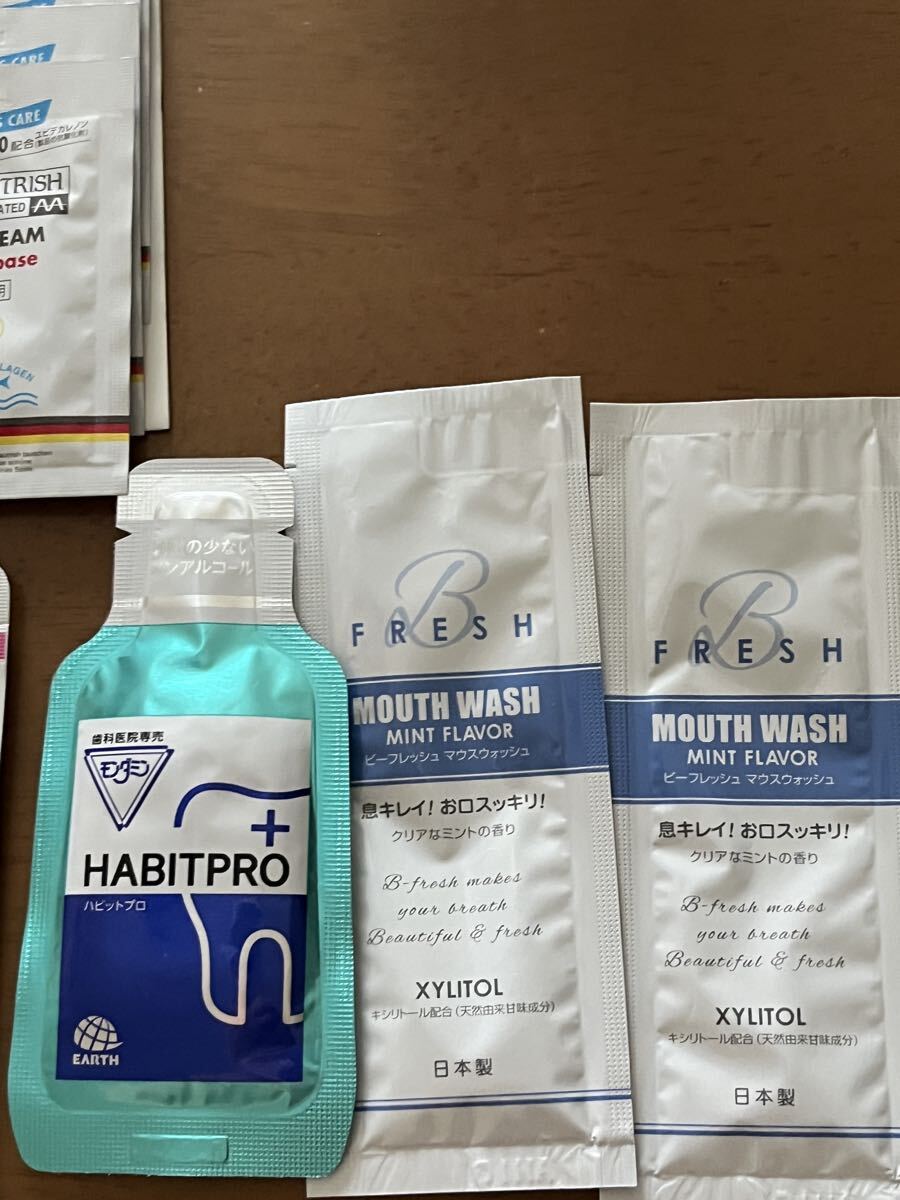 CARE
CARE
0配合
TRISH
AA
EAM
base
LAGEN
の少ない
ンアルコール
歯科医院専売
モンダミン
HABITPRO
ハビットプロ
EARTH
B
FRESH
MOUTH WASH
MINT FLAVOR
ビーフレッシュ マウスウォッシュ
息キレイ!お口スッキリ!
クリアなミントの香り
B-fresh makes
your breath
Beautiful & fresh
XYLITOL
キシリトール配合(天然由来甘味成分)
日本製
B
FRESH
MOUTH WASH
MINT FLAVOR
ビーフレッシュ マウスウォッシュ
息キレイ!お口スッキリ!
クリアなミントの香り
B-fresh makes
your breath
Beautiful & fresh
XYLITOL
キシリトール配合(天然由来甘味成分)
日本製